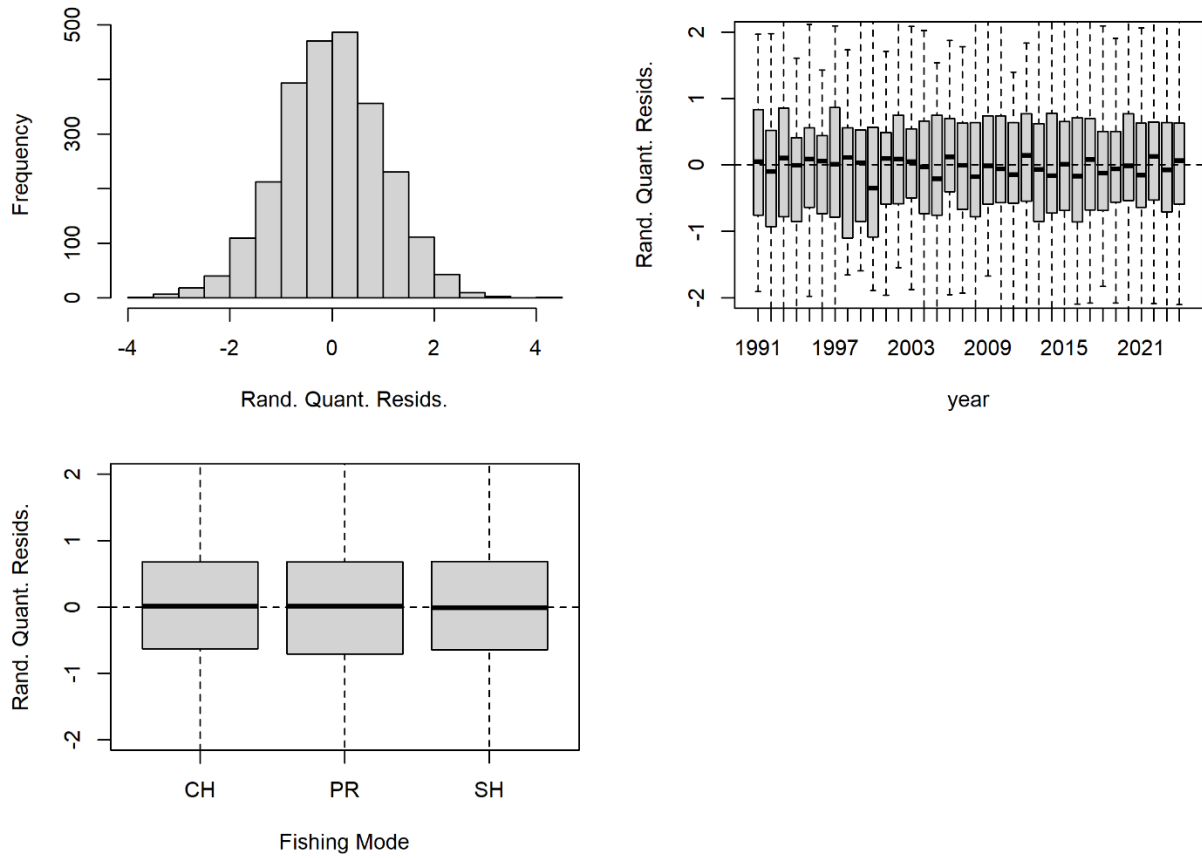 500
300
100
0
Frequency
-4 -2 0 2 4
Rand. Quant. Resids.
2
1
0
-1
-2
Rand. Quant. Resids.
1991 1997 2003 2009 2015 2021
year
2
1
0
-1
-2
Rand. Quant. Resids.
CH PR SH
Fishing Mode